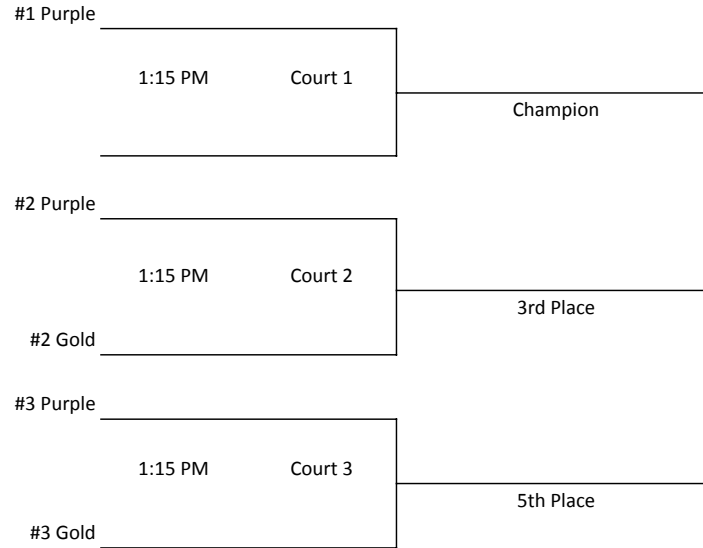 #1 Purple
1:15 PM Court 1
Champion
#2 Purple
1:15 PM Court 2
3rd Place
#2 Gold
#3 Purple
1:15 PM Court 3
5th Place
#3 Gold